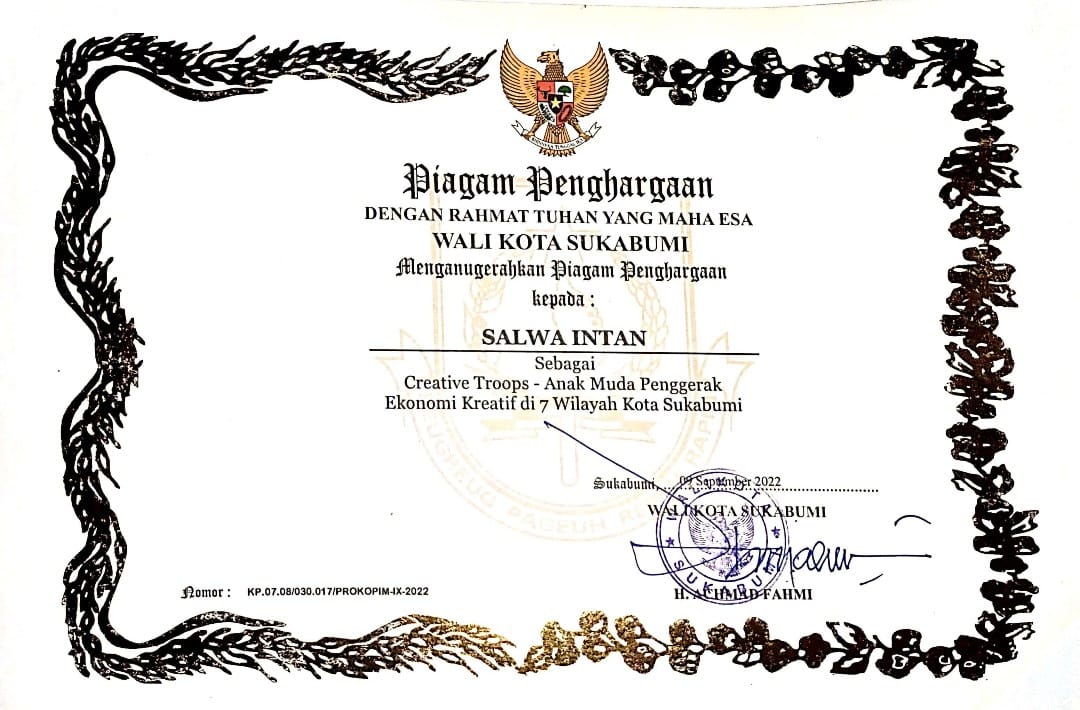 BHINNEKA TUNGGAL IKA
Piagam Penghargaan
DENGAN RAHMAT TUHAN YANG MAHA ESA
WALI KOTA SUKABUMI
Menganugerahkan Piagam Penghargaan
kepada :
SALWA INTAN
Sebagai
Creative Troops - Anak Muda Penggerak
Ekonomi Kreatif di 7 Wilayah Kota Sukabumi
PAGEUH
Sukabumi, 09 September 2022
WALI KOTA SUKABUMI
WALI KOTA
SUKABUMI
H. ACHMAD FAHMI
Nomor : KP.07.08/030.017/PROKOPIM-IX-2022